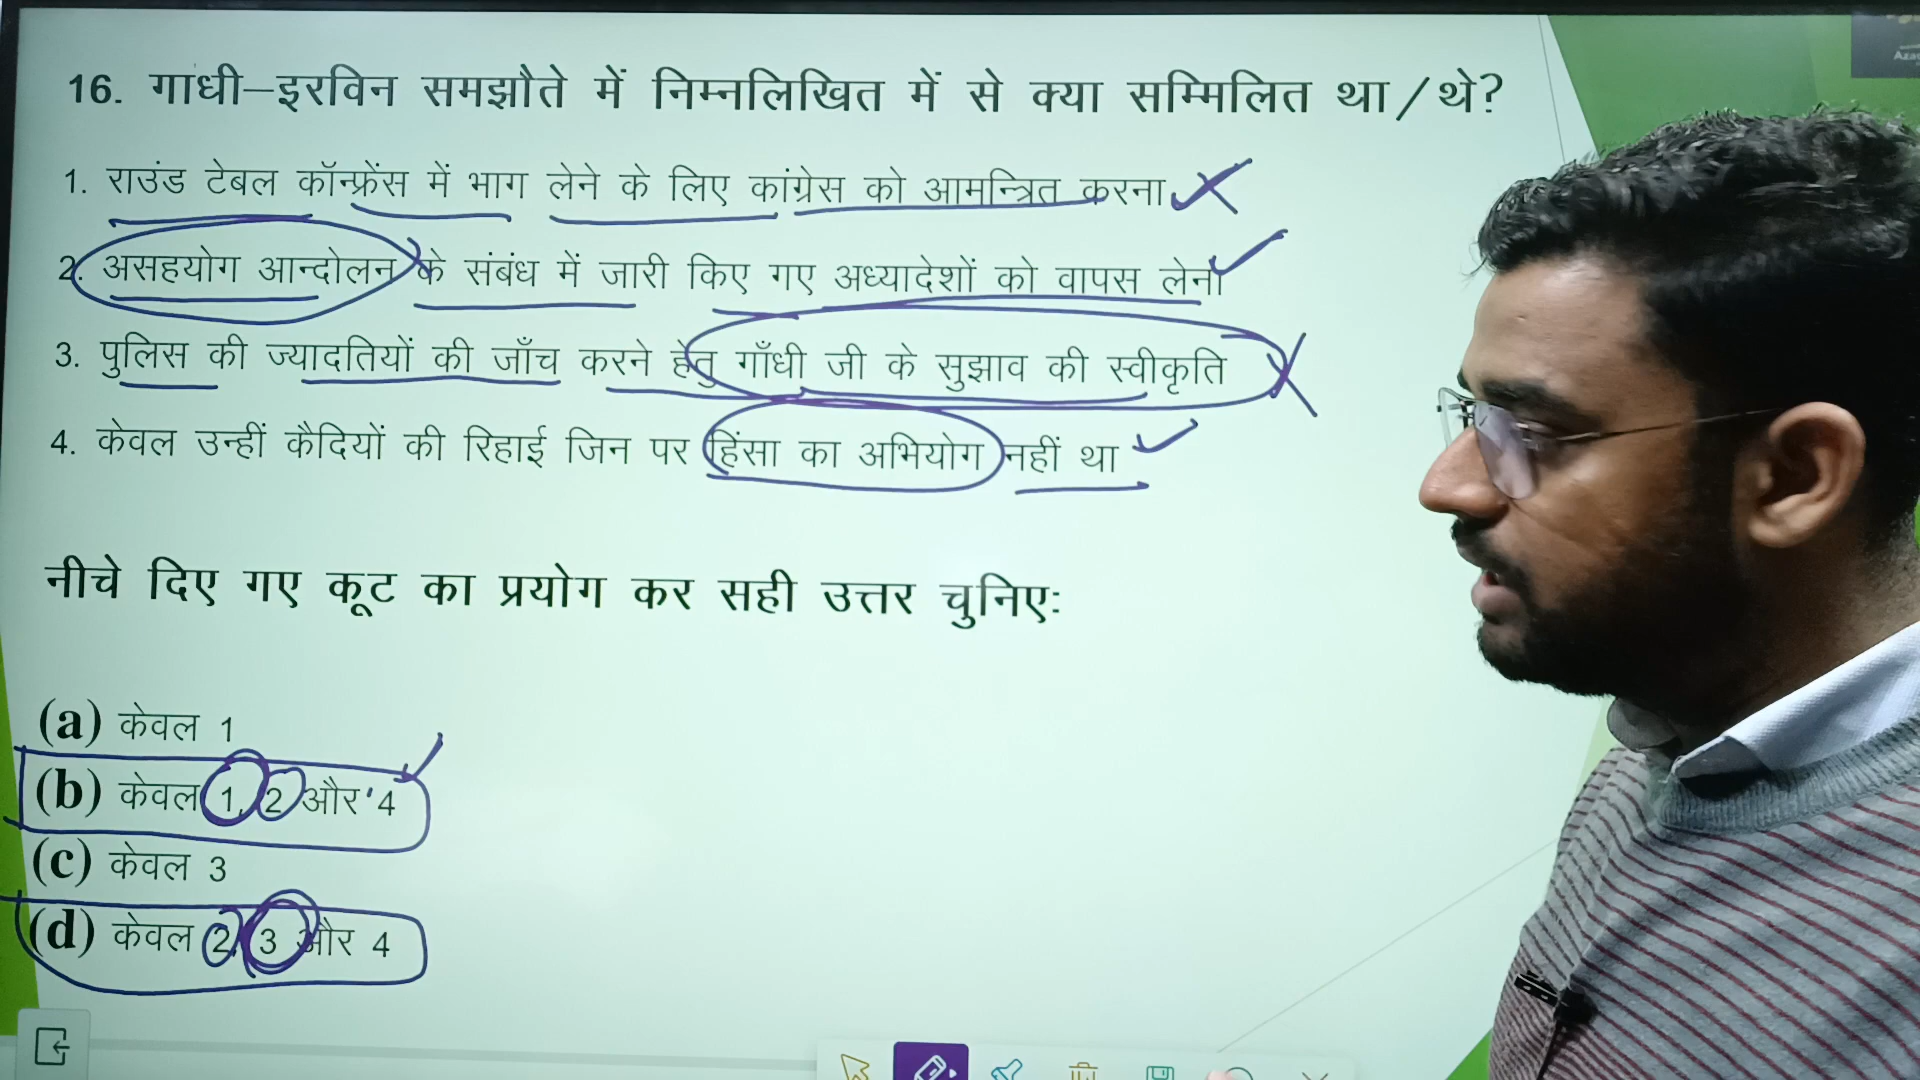 16. गांधी–इरविन समझौते में निम्नलिखित में से क्या सम्मिलित था/थे?
1. राउंड टेबल कॉन्फ्रेंस में भाग लेने के लिए कांग्रेस को आमन्त्रित करना
2. असहयोग आन्दोलन के संबंध में जारी किए गए अध्यादेशों को वापस लेना
3. पुलिस की ज्यादतियों की जाँच करने हेतु गाँधी जी के सुझाव की स्वीकृति
4. केवल उन्हीं कैदियों की रिहाई जिन पर हिंसा का अभियोग नहीं था
नीचे दिए गए कूट का प्रयोग कर सही उत्तर चुनिए:
(a) केवल 1
(b) केवल 1, 2 और 4
(c) केवल 3
(d) केवल 2, 3 और 4